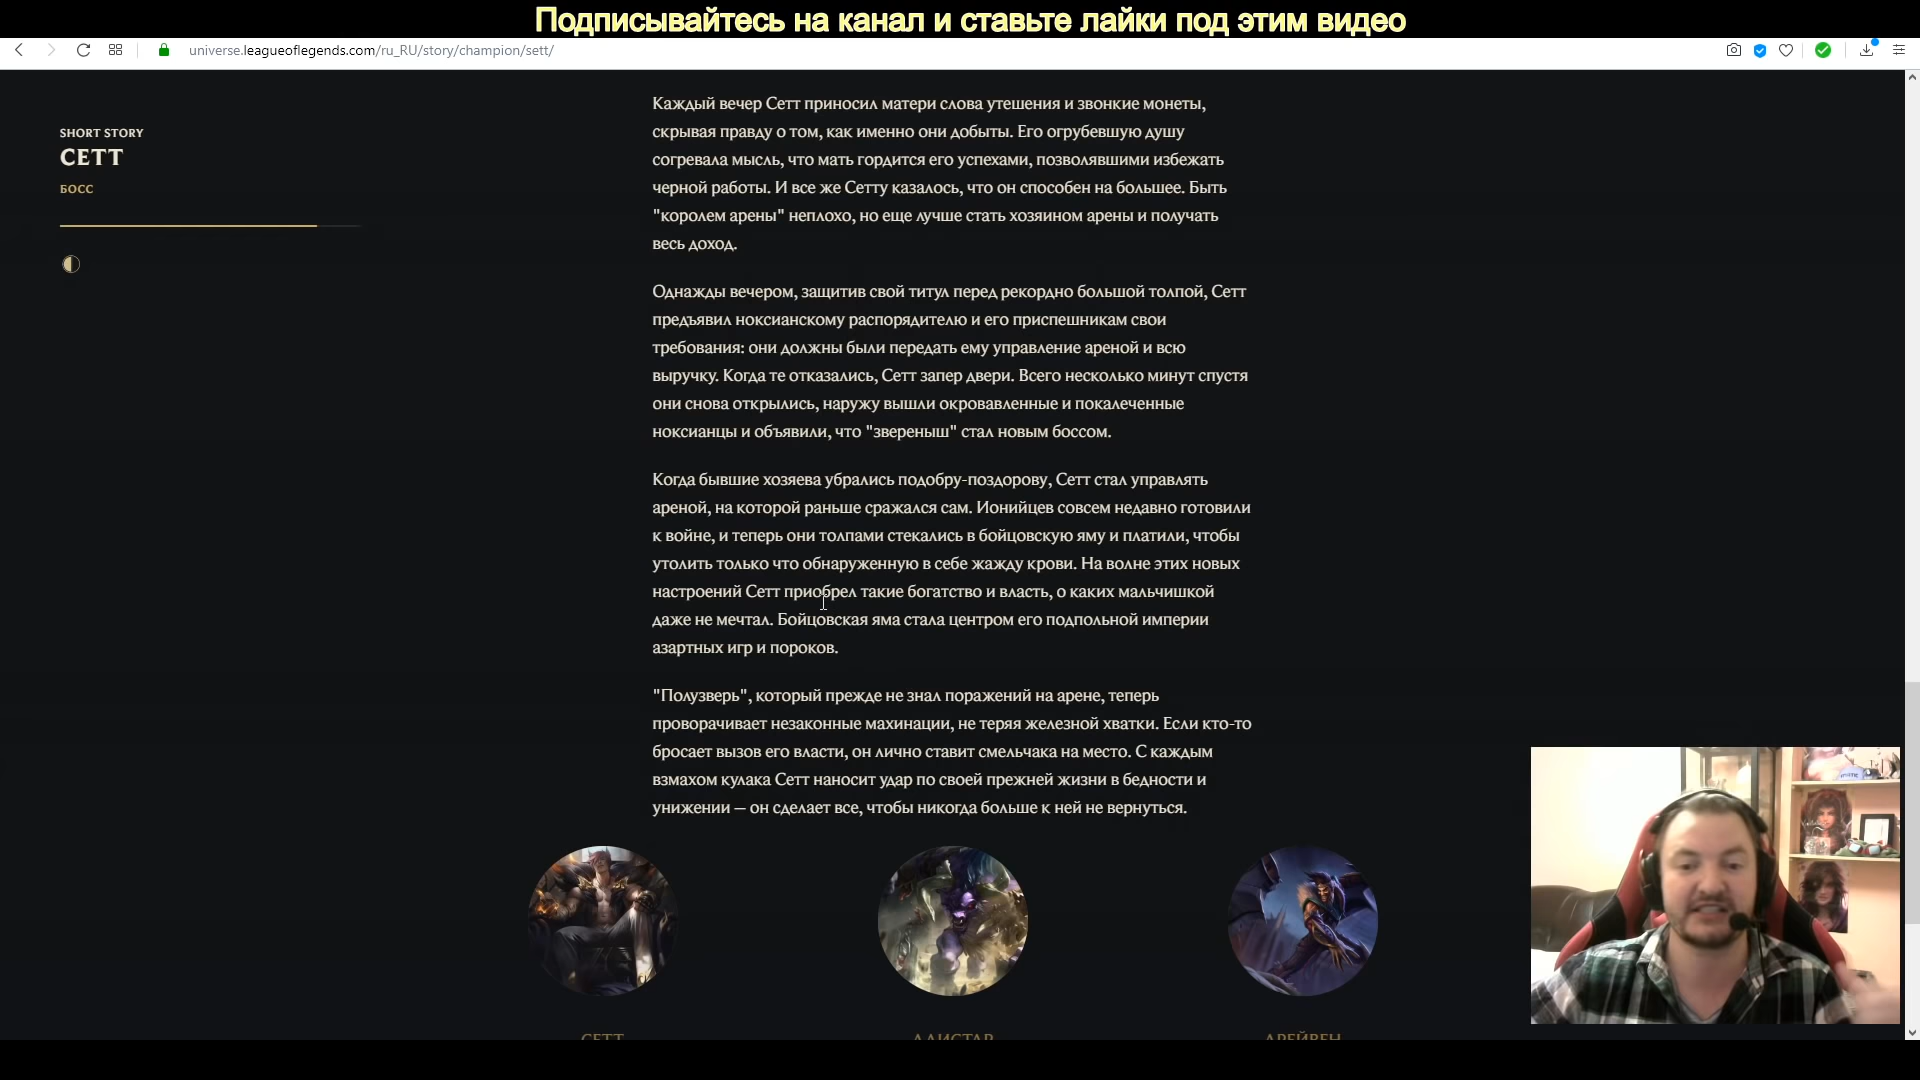 Подписывайтесь на канал и ставьте лайки под этим видео
universe.leagueoflegends.com/ru_RU/story/champion/sett/
SHORT STORY
СЕТТ
БОСС
Каждый вечер Сетт приносил матери слова утешения и звонкие монеты,
скрывая правду о том, как именно они добыты. Его огрубевшую душу
согревала мысль, что мать гордится его успехами, позволявшими избежать
черной работы. И все же Сетту казалось, что он способен на большее. Быть
"королем арены" неплохо, но еще лучше стать хозяином арены и получать
весь доход.
Однажды вечером, защитив свой титул перед рекордно большой толпой, Сетт
предъявил ноксианскому распорядителю и его приспешникам свои
требования: они должны были передать ему управление ареной и всю
выручку. Когда те отказались, Сетт запер двери. Всего несколько минут спустя
они снова открылись, наружу вышли окровавленные и покалеченные
ноксианцы и объявили, что "звереныш" стал новым боссом.
Когда бывшие хозяева убрались подобру-поздорову, Сетт стал управлять
ареной, на которой раньше сражался сам. Ионийцев совсем недавно готовили
к войне, и теперь они толпами стекались в бойцовскую яму и платили, чтобы
утолить только что обнаруженную в себе жажду крови. На волне этих новых
настроений Сетт приобрел такие богатство и власть, о каких мальчишкой
даже не мечтал. Бойцовская яма стала центром его подпольной империи
азартных игр и пороков.
"Полузверь", который прежде не знал поражений на арене, теперь
проворачивает незаконные махинации, не теряя железной хватки. Если кто-то
бросает вызов его власти, он лично ставит смельчака на место. С каждым
взмахом кулака Сетт наносит удар по своей прежней жизни в бедности и
унижении — он сделает все, чтобы никогда больше к ней не вернуться.
СЕТТ
АЛИСТАР
ДРЕЙВЕН